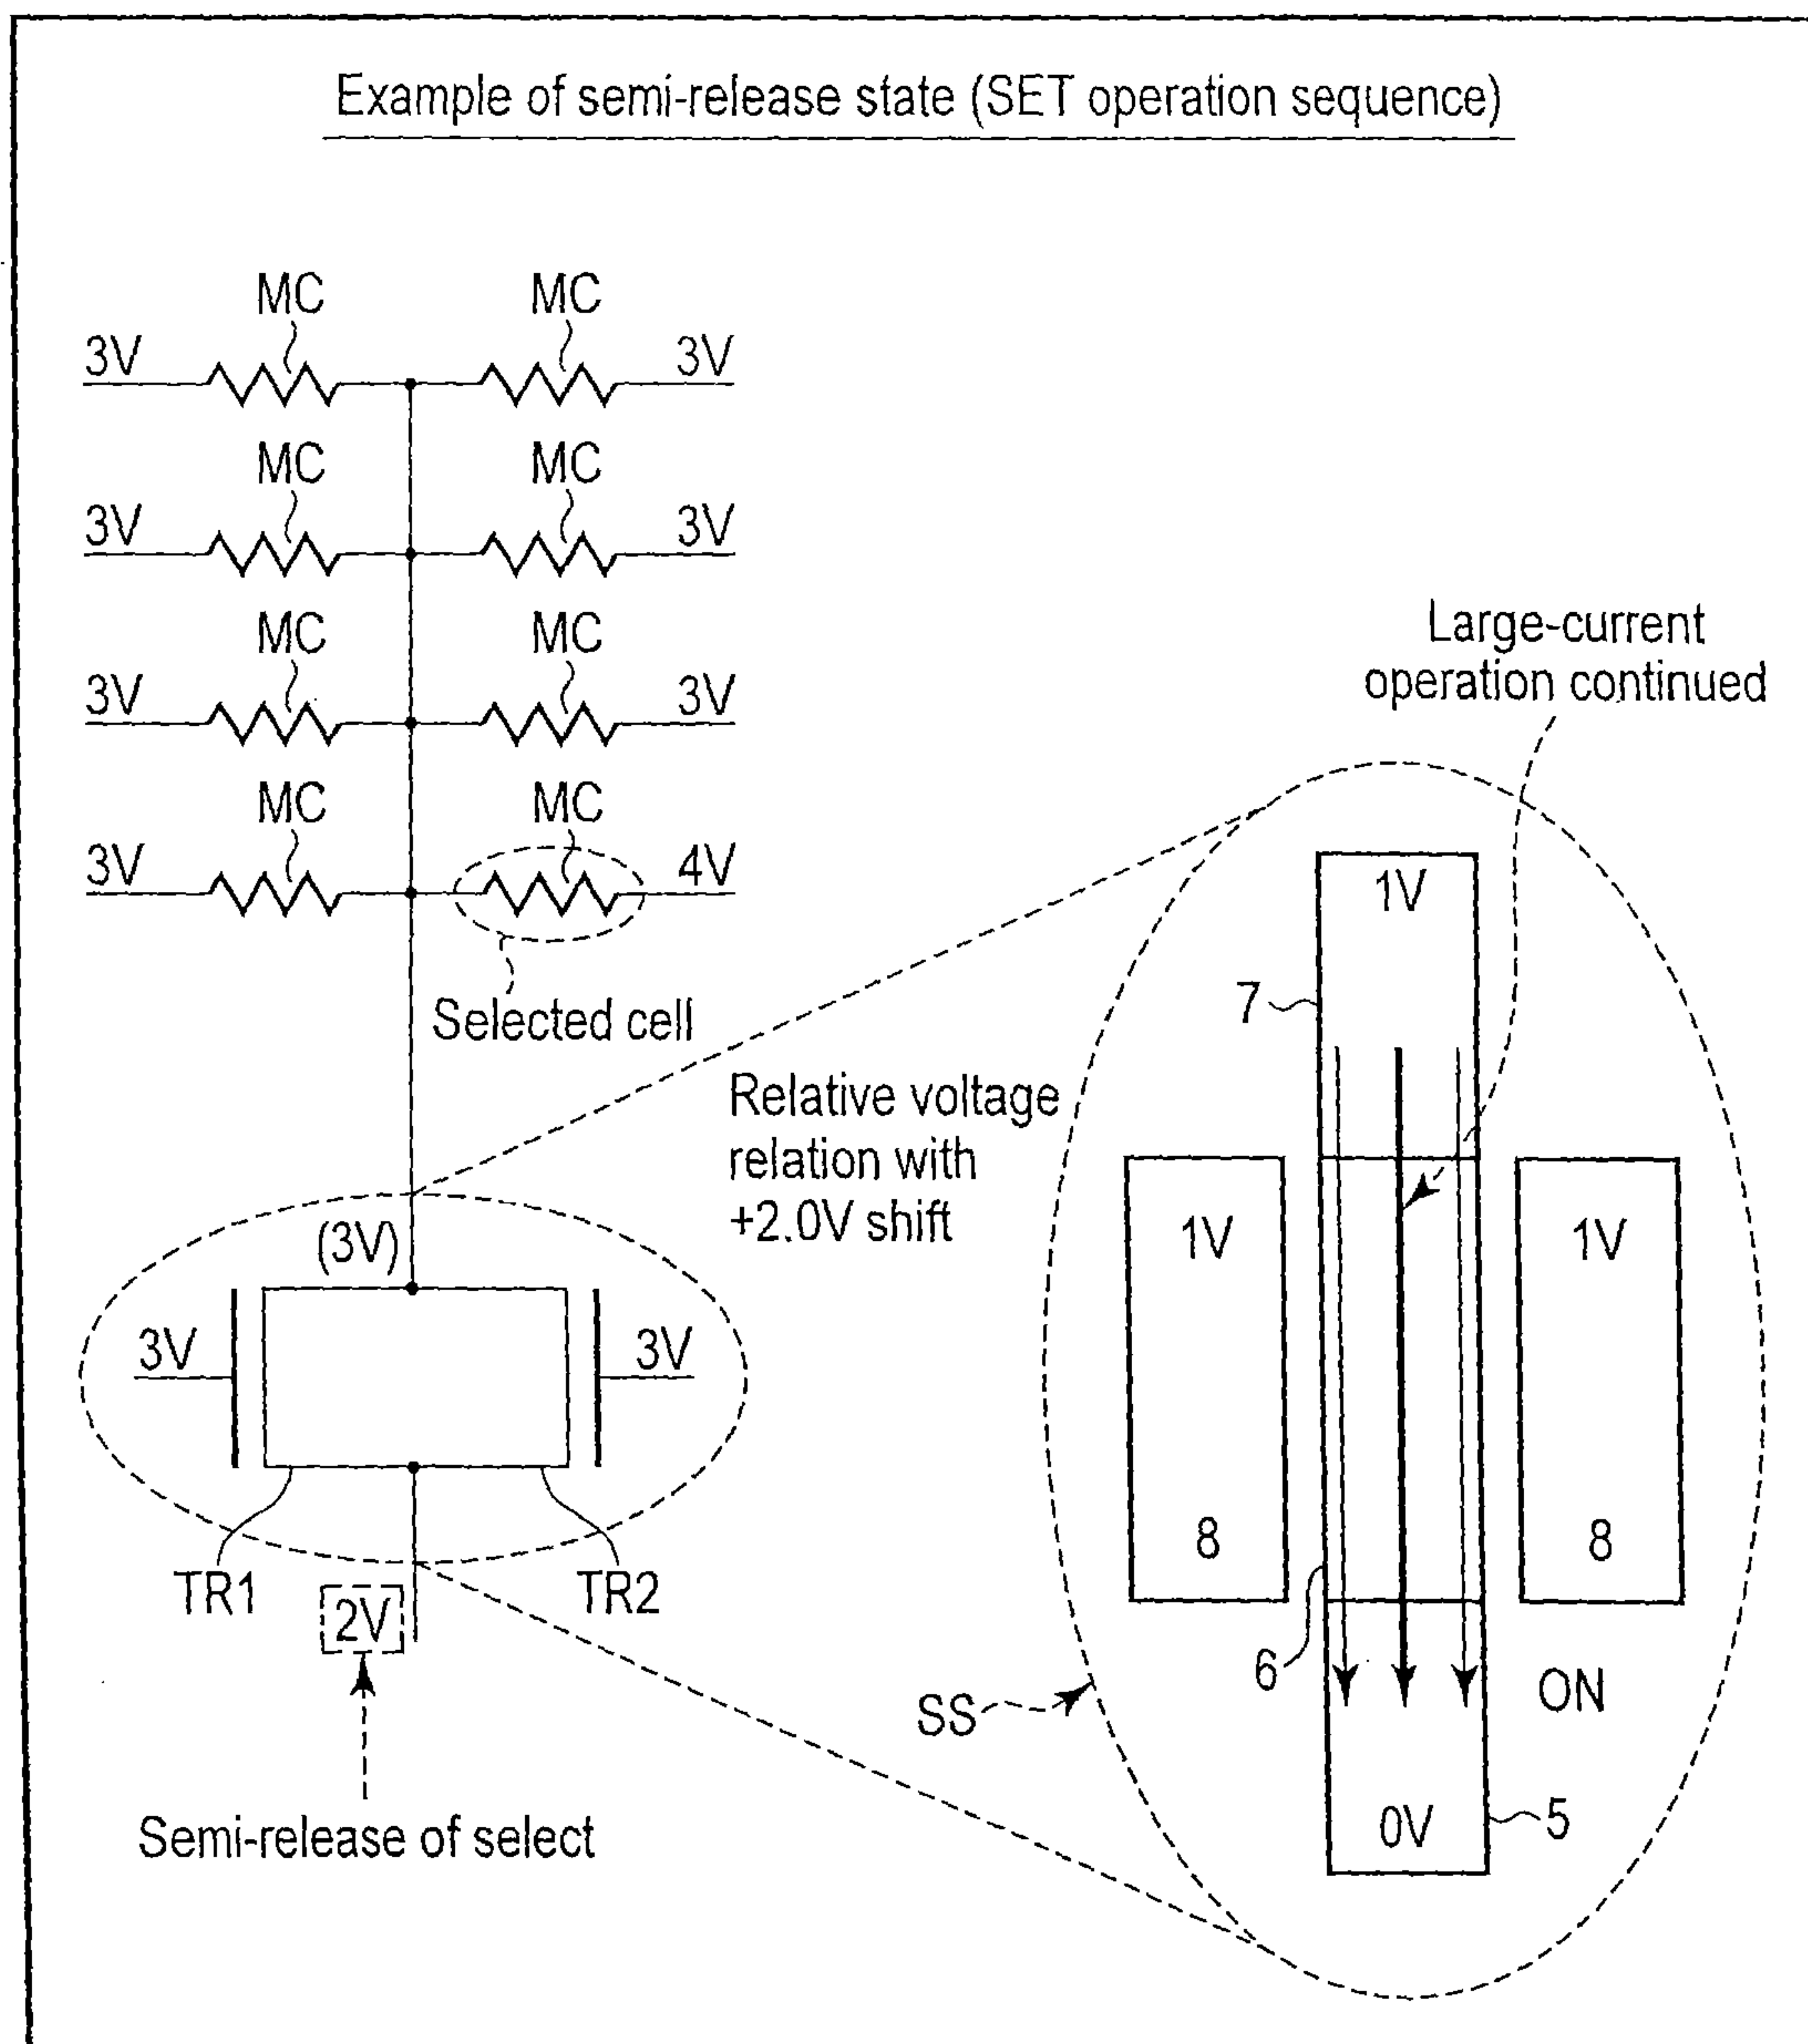 Example of semi-release state (SET operation sequence)
MC MC
3V 3V
MC MC
3V 3V
MC MC
3V 3V
MC MC
3V 4V
Selected cell
Large-current
operation continued
Relative voltage
relation with
+2.0V shift
(3V)
3V 3V
TR1 TR2
2V
Semi-release of select
1V
7
1V 1V
8 8
6
SS
ON
0V
5